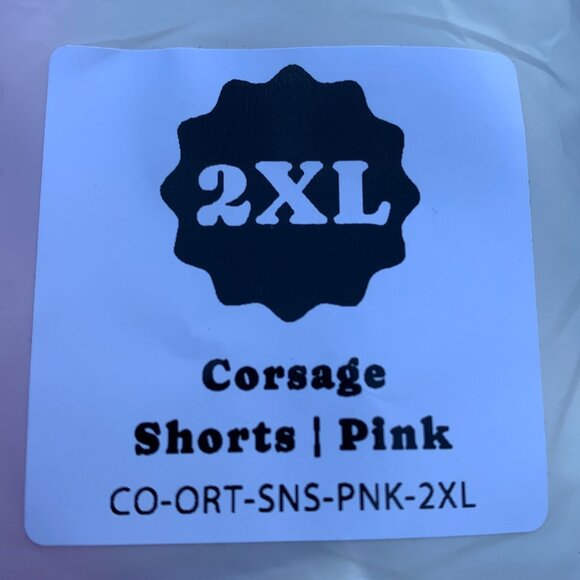 2XL
Corsage
Shorts | Pink
CO-ORT-SNS-PNK-2XL